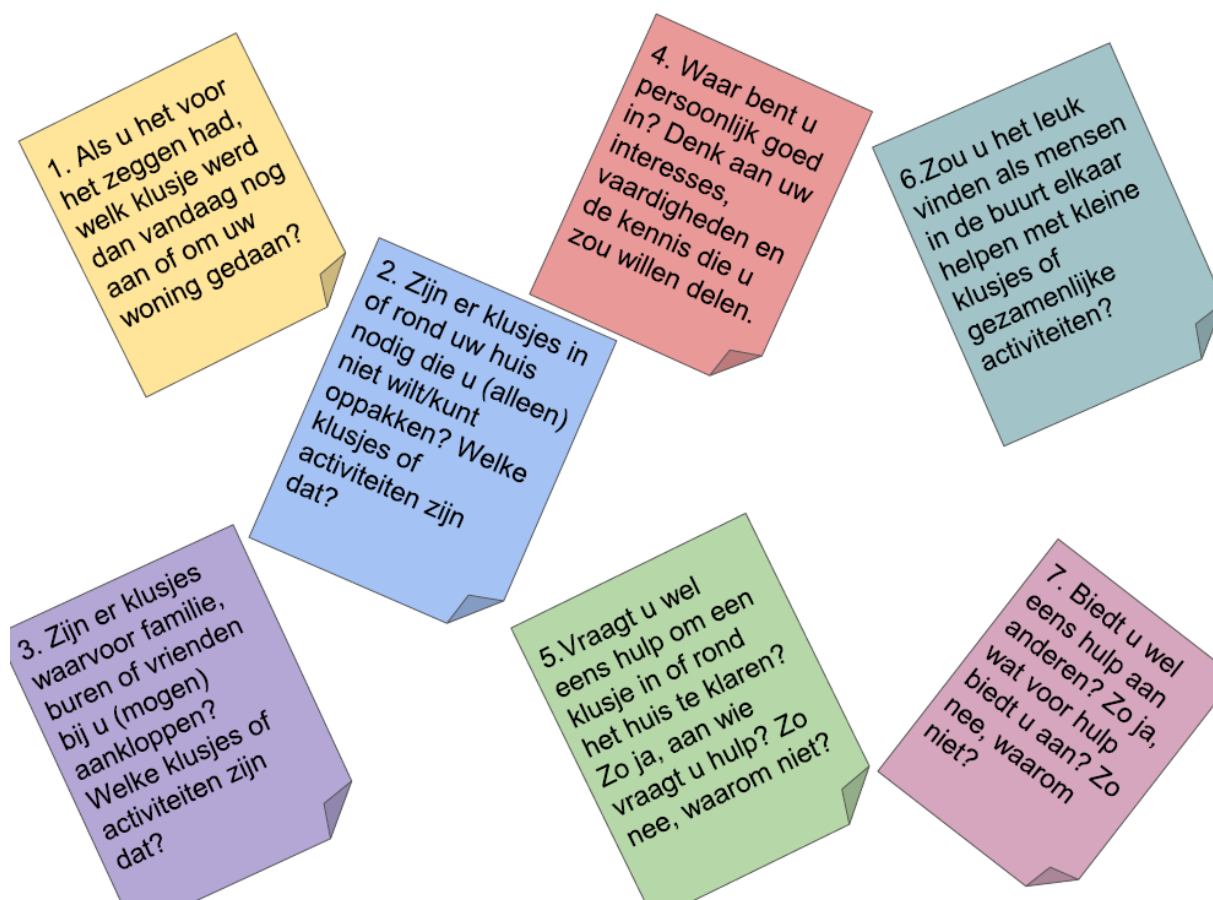 1. Als u het voor
het zeggen had,
welk klusje werd
dan vandaag nog
aan of om uw
woning gedaan?
2. Zijn er klusjes in
of rond uw huis
nodig die u (alleen)
niet wilt/kunt
oppakken? Welke
klusjes of
activiteiten zijn
dat?
3. Zijn er klusjes
waarvoor familie,
buren of vrienden
bij u (mogen)
aankloppen?
Welke klusjes of
activiteiten zijn
dat?
4. Waar bent u
persoonlijk goed
in? Denk aan uw
interesses,
vaardigheden en
de kennis die u
zou willen delen.
5.Vraagt u wel
eens hulp om een
klusje in of rond
het huis te klaren?
Zo ja, aan wie
vraagt u hulp? Zo
nee, waarom niet?
6.Zou u het leuk
vinden als mensen
in de buurt elkaar
helpen met kleine
klusjes of
gezamenlijke
activiteiten?
7. Biedt u wel
eens hulp aan
anderen? Zo ja,
wat voor hulp
biedt u aan? Zo
nee, waarom
niet?